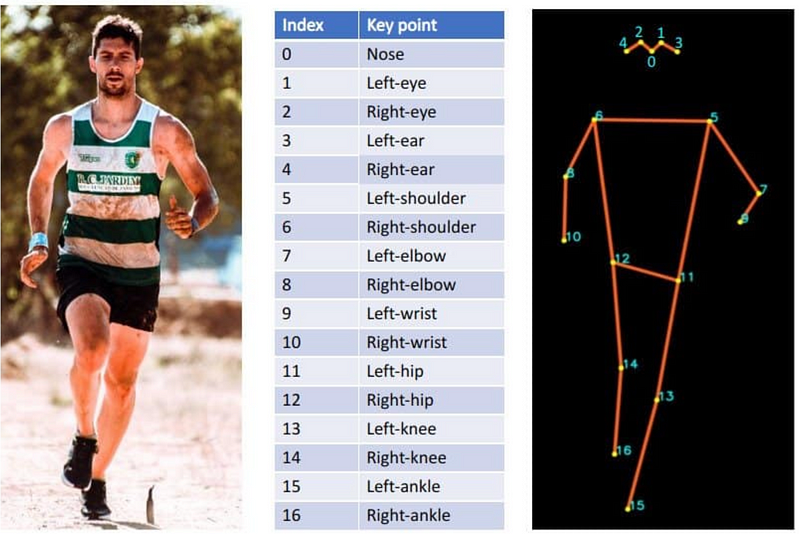 R.C. JARDIM
Index Key point
0 Nose
1 Left-eye
2 Right-eye
3 Left-ear
4 Right-ear
5 Left-shoulder
6 Right-shoulder
7 Left-elbow
8 Right-elbow
9 Left-wrist
10 Right-wrist
11 Left-hip
12 Right-hip
13 Left-knee
14 Right-knee
15 Left-ankle
16 Right-ankle
4 2 1 3
0
6 5
8 7
9
10
12 11
14
13
16
15